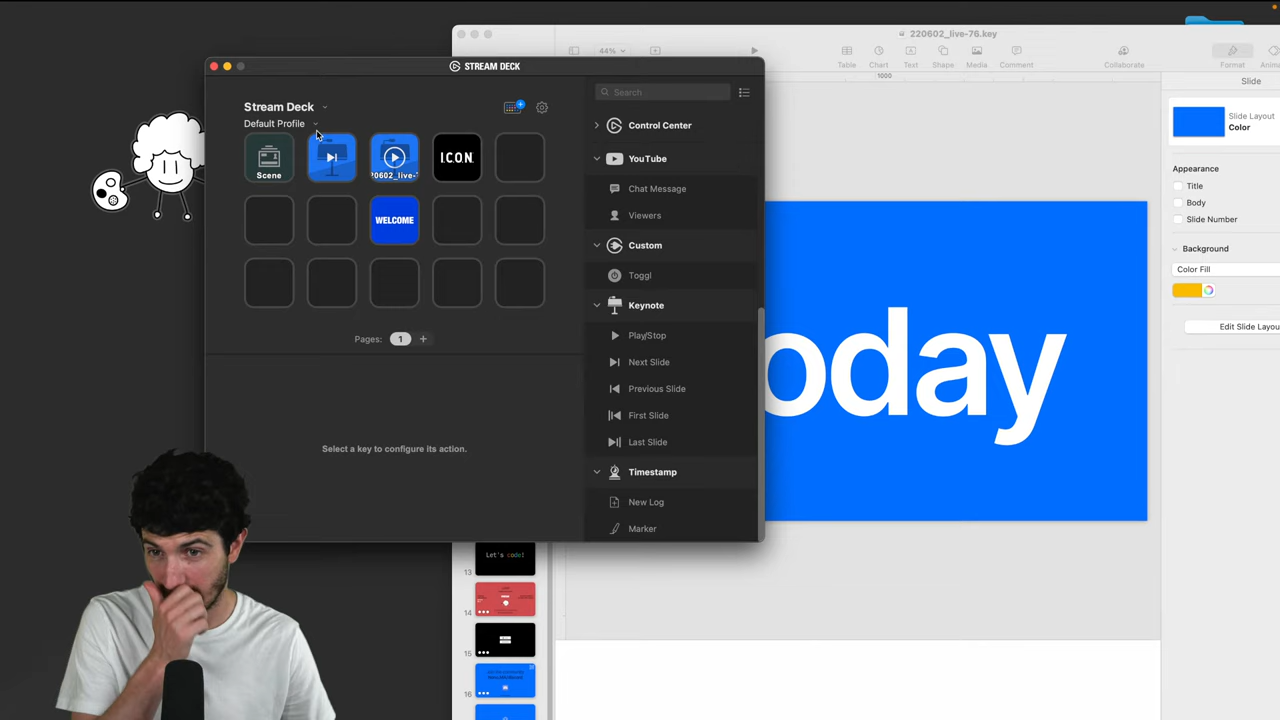 220602_live-76.key
STREAM DECK
44%
Table
Chart
Text
Shape
Media
Comment
Collaborate
Format
1000
Slide
Stream Deck
Default Profile
Search
Control Center
YouTube
Chat Message
Viewers
Custom
Toggl
Keynote
Play/Stop
Next Slide
Previous Slide
First Slide
Last Slide
Timestamp
New Log
Marker
Scene
I.C.O.N.
WELCOME
Pages: 1 +
Select a key to configure its action.
oday
Slide Layout
Color
Appearance
Title
Body
Slide Number
Background
Color Fill
Edit Slide Layou
Let's code!
13
14
15
16